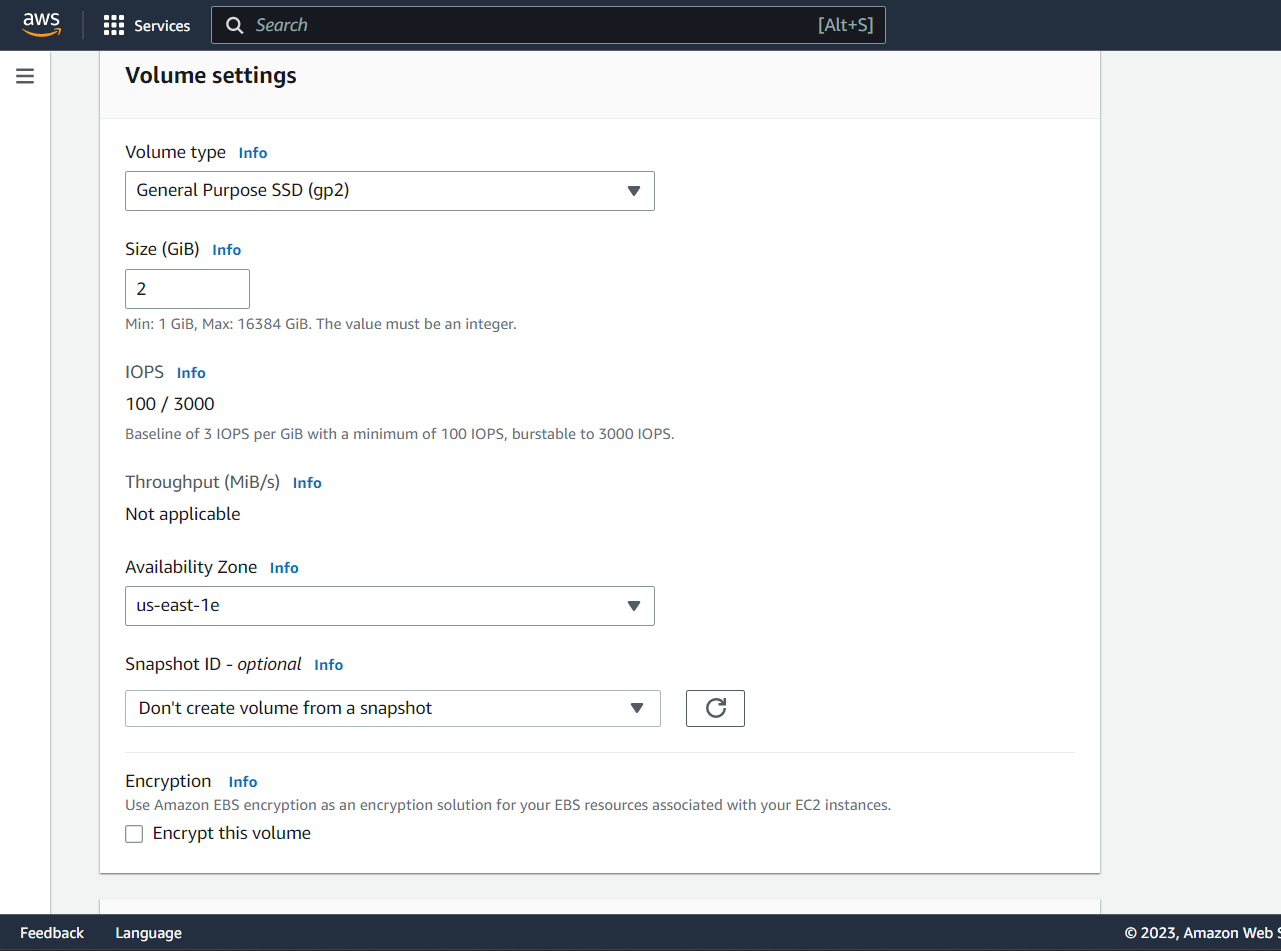 aws
Services
Search [Alt+S]
Volume settings
Volume type Info
General Purpose SSD (gp2)
Size (GiB) Info
2
Min: 1 GiB, Max: 16384 GiB. The value must be an integer.
IOPS Info
100 / 3000
Baseline of 3 IOPS per GiB with a minimum of 100 IOPS, burstable to 3000 IOPS.
Throughput (MiB/s) Info
Not applicable
Availability Zone Info
us-east-1e
Snapshot ID - optional Info
Don't create volume from a snapshot
Encryption Info
Use Amazon EBS encryption as an encryption solution for your EBS resources associated with your EC2 instances.
Encrypt this volume
Feedback Language © 2023, Amazon Web